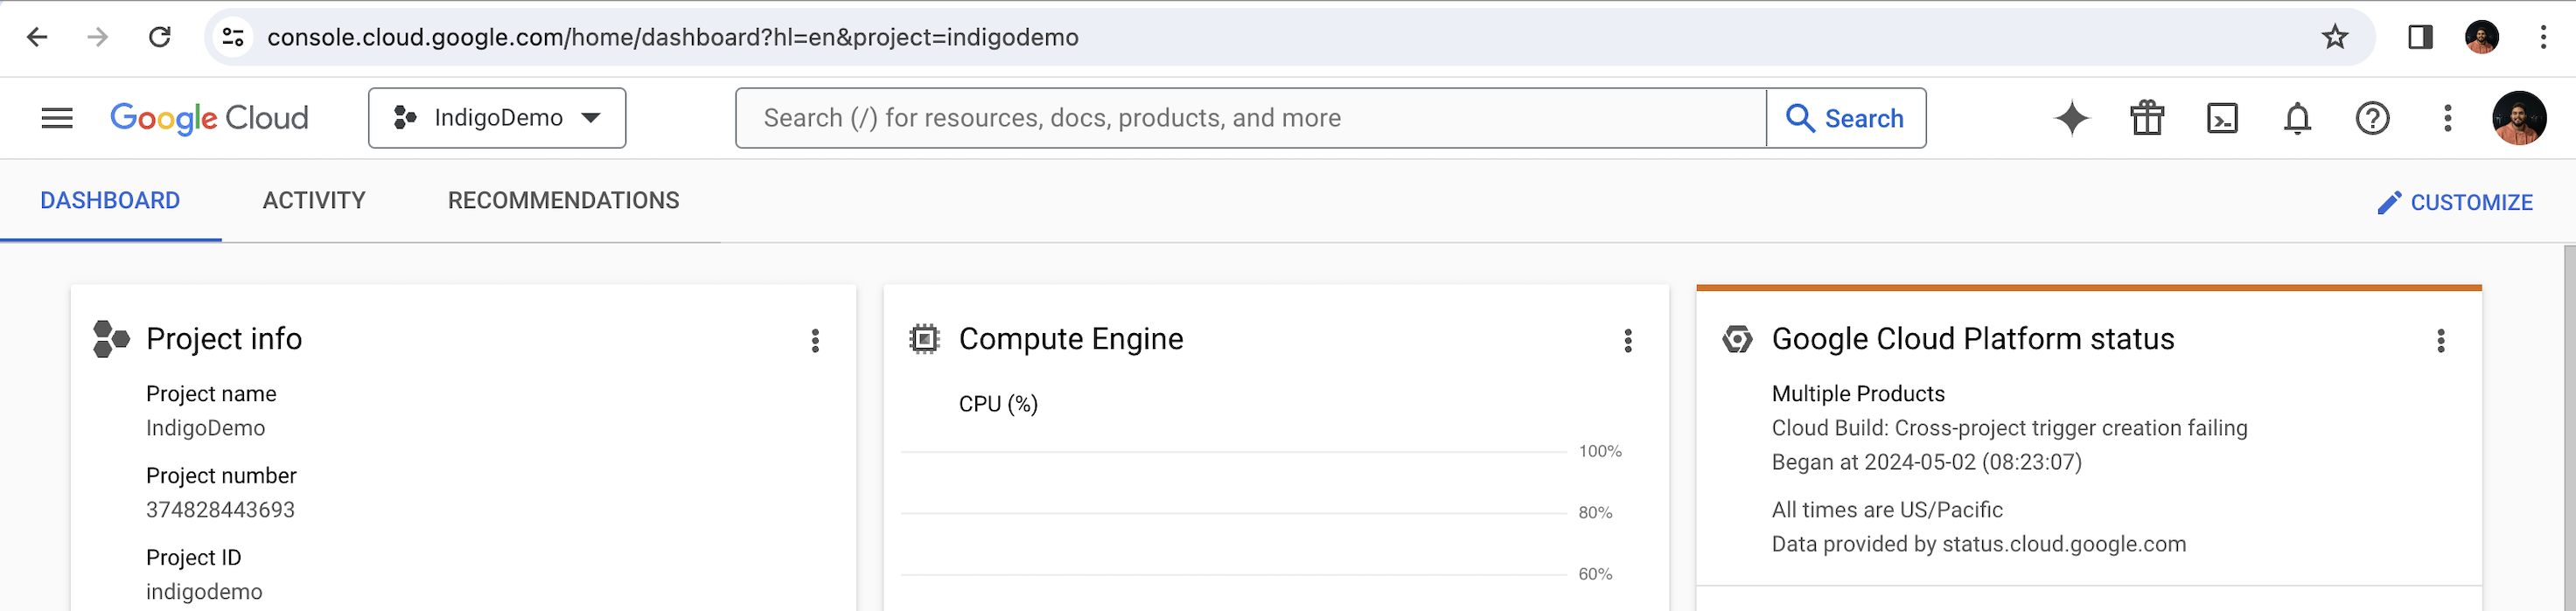 console.cloud.google.com/home/dashboard?hl=en&project=indigodemo
Google Cloud
IndigoDemo
Search (/) for resources, docs, products, and more
Search
DASHBOARD
ACTIVITY
RECOMMENDATIONS
CUSTOMIZE
Project info
Project name
IndigoDemo
Project number
374828443693
Project ID
indigodemo
Compute Engine
CPU (%)
100%
80%
60%
Google Cloud Platform status
Multiple Products
Cloud Build: Cross-project trigger creation failing
Began at 2024-05-02 (08:23:07)
All times are US/Pacific
Data provided by status.cloud.google.com